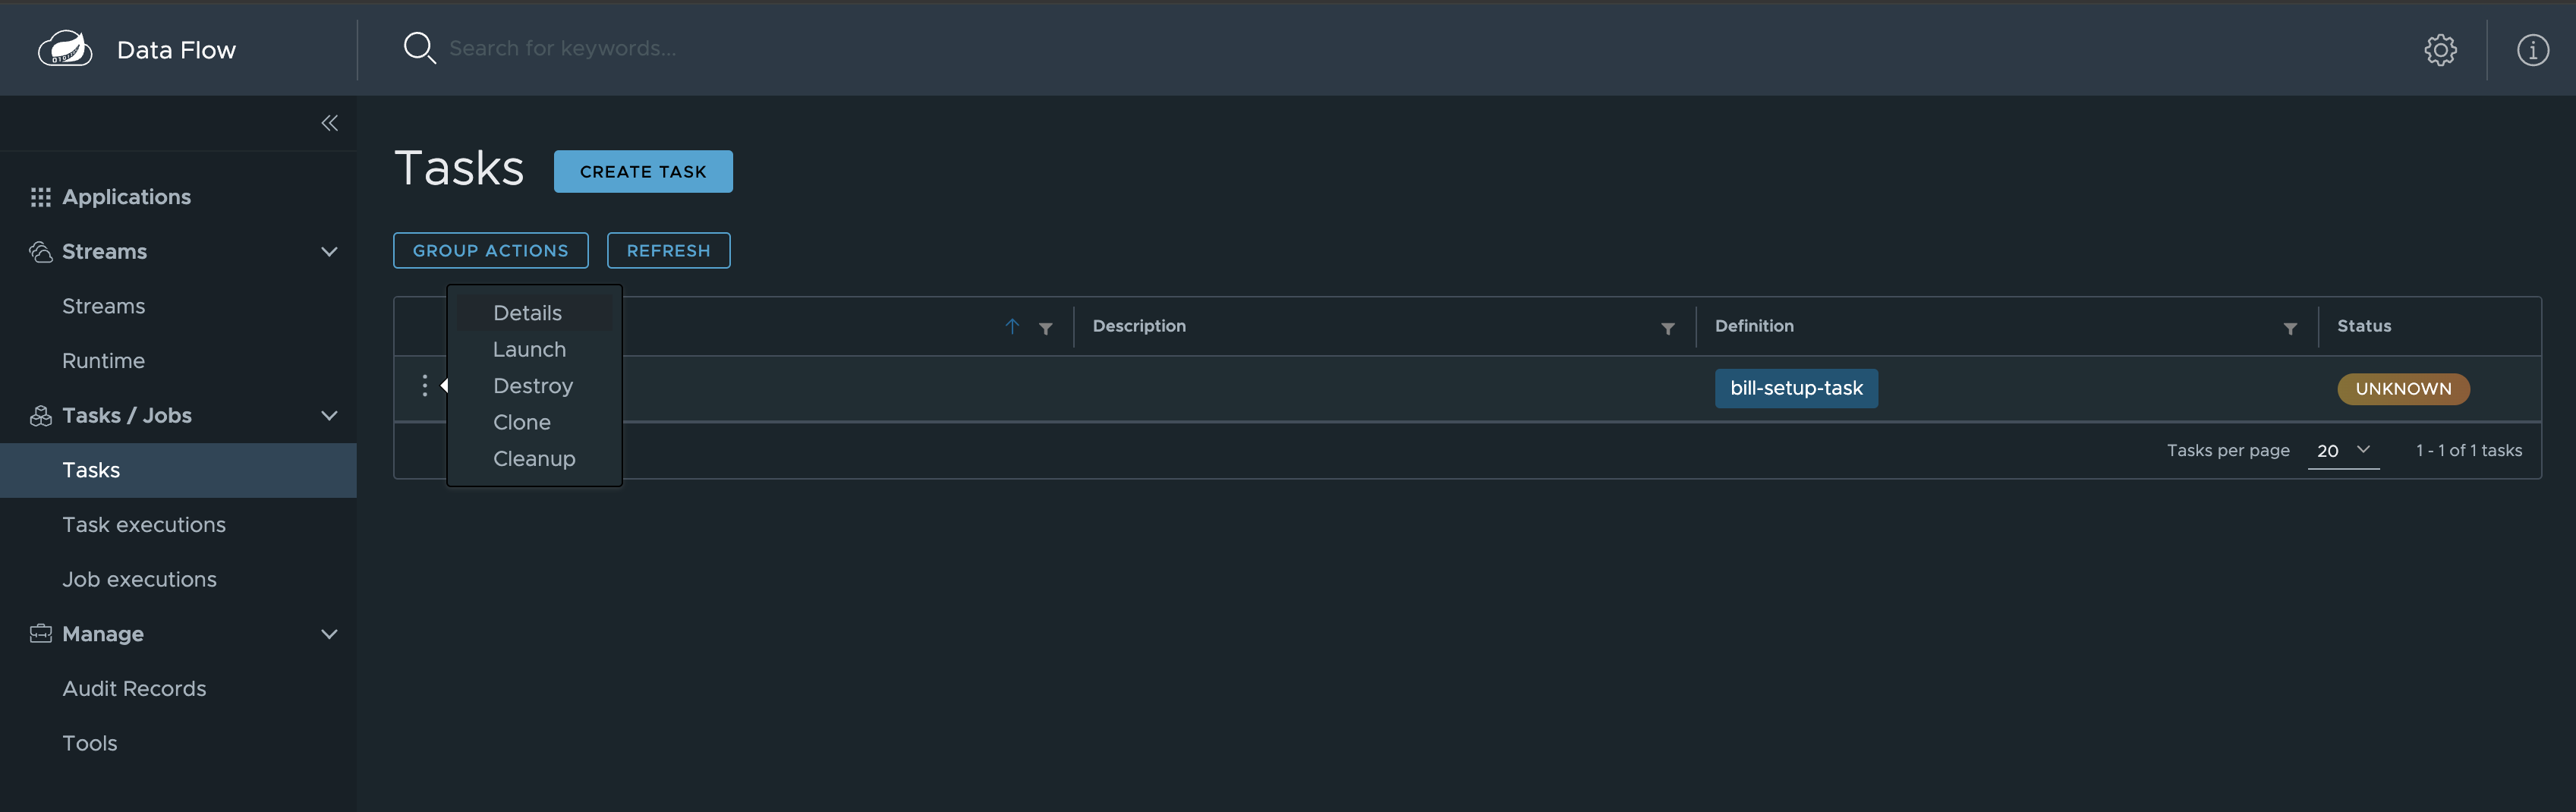 Data Flow
Search for keywords...
Applications
Streams
Streams
Runtime
Tasks / Jobs
Tasks
Task executions
Job executions
Manage
Audit Records
Tools
Tasks
CREATE TASK
GROUP ACTIONS
REFRESH
Description
Definition
Status
Details
Launch
Destroy
Clone
Cleanup
bill-setup-task
UNKNOWN
Tasks per page
20
1 - 1 of 1 tasks